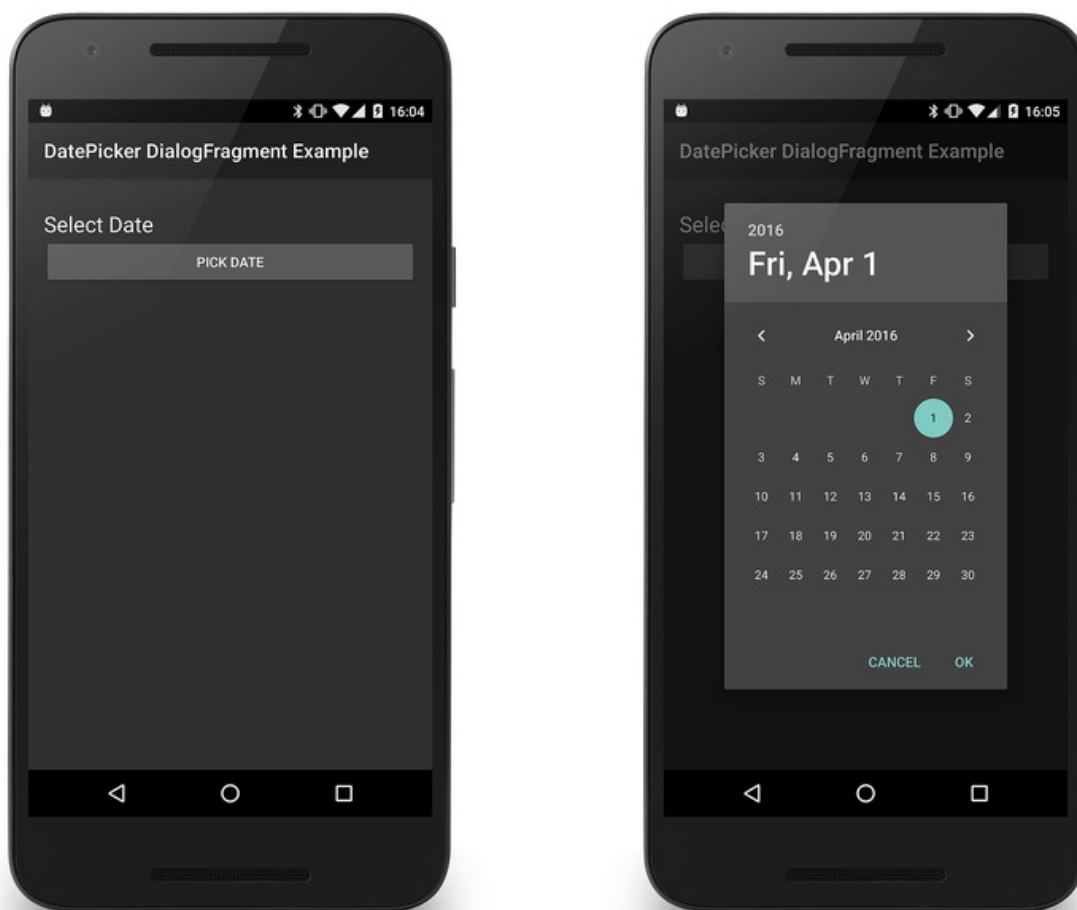 16:04
DatePicker DialogFragment Example
Select Date
PICK DATE
16:05
DatePicker DialogFragment Example
Selec
2016
Fri, Apr 1
April 2016
S M T W T F S
1 2
3 4 5 6 7 8 9
10 11 12 13 14 15 16
17 18 19 20 21 22 23
24 25 26 27 28 29 30
CANCEL OK